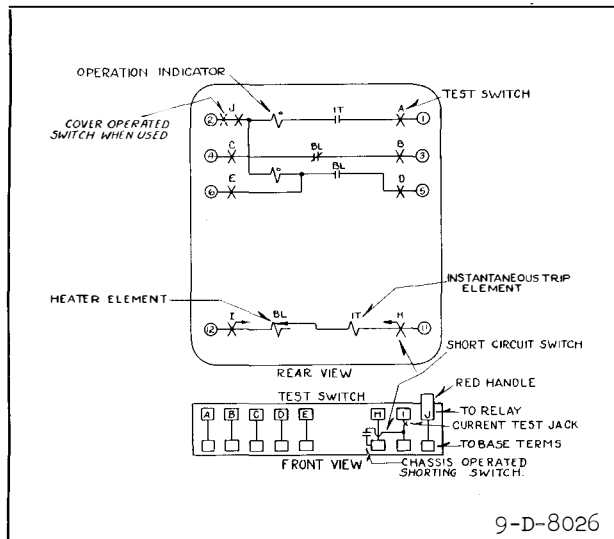 OPERATION INDICATOR
TEST SWITCH
J
IT
A
2
1
COVER OPERATED
SWITCH WHEN USED
C
BL
B
4
3
E
BL
D
6
5
INSTANTANEOUS TRIP
ELEMENT
HEATER ELEMENT
I
BL
IT
H
12
11
SHORT CIRCUIT SWITCH
REAR VIEW
RED HANDLE
TEST SWITCH
A
B
C
D
E
H
I
J
TO RELAY
CURRENT TEST JACK
TO BASE TERMS
FRONT VIEW
CHASSIS OPERATED
SHORTING SWITCH.
9-D-8026